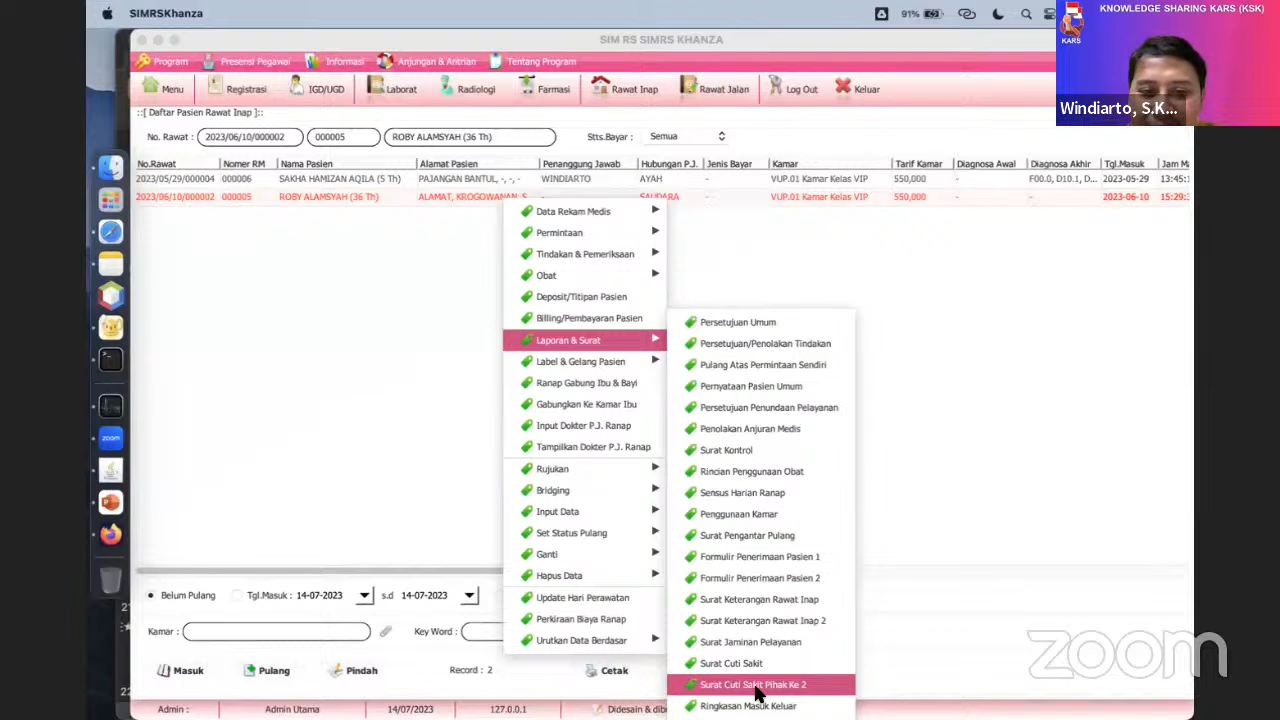 SIMRSKhanza
91%
KNOWLEDGE SHARING KARS (KSK)
KARS
Windiarto, S.K...
SIM RS SIMRS KHANZA
Program Presensi Pegawai Informasi Anjungan & Antrian Tentang Program
Menu Registrasi IGD/UGD Laborat Radiologi Farmasi Rawat Inap Rawat Jalan Log Out Keluar
::[ Daftar Pasien Rawat Inap ]::
No. Rawat : 2023/06/10/000002 000005 ROBY ALAMSYAH (36 Th) Stts.Bayar : Semua
No.Rawat Nomer RM Nama Pasien Alamat Pasien Penanggung Jawab Hubungan P.J. Jenis Bayar Kamar Tarif Kamar Diagnosa Awal Diagnosa Akhir Tgl.Masuk Jam M
2023/05/29/000004 000006 SAKHA HAMIZAN AQILA (5 Th) PAJANGAN BANTUL, -, -, - WINDIARTO AYAH - VUP.01 Kamar Kelas VIP 550,000 - F00.0, D10.1, D... 2023-05-29 13:45:1
2023/06/10/000002 000005 ROBY ALAMSYAH (36 Th) ALAMAT, KROGOWANAN, S SAUDARA - VUP.01 Kamar Kelas VIP 550,000 - - 2023-06-10 15:29:3
Data Rekam Medis
Permintaan
Tindakan & Pemeriksaan
Obat
Deposit/Titipan Pasien
Billing/Pembayaran Pasien
Laporan & Surat
Label & Gelang Pasien
Ranap Gabung Ibu & Bayi
Gabungkan Ke Kamar Ibu
Input Dokter P.J. Ranap
Tampilkan Dokter P.J. Ranap
Rujukan
Bridging
Input Data
Set Status Pulang
Ganti
Hapus Data
Update Hari Perawatan
Perkiraan Biaya Ranap
Urutkan Data Berdasar
Persetujuan Umum
Persetujuan/Penolakan Tindakan
Pulang Atas Permintaan Sendiri
Pernyataan Pasien Umum
Persetujuan Penundaan Pelayanan
Penolakan Anjuran Medis
Surat Kontrol
Rincian Penggunaan Obat
Sensus Harian Ranap
Penggunaan Kamar
Surat Pengantar Pulang
Formulir Penerimaan Pasien 1
Formulir Penerimaan Pasien 2
Surat Keterangan Rawat Inap
Surat Keterangan Rawat Inap 2
Surat Jaminan Pelayanan
Surat Cuti Sakit
Surat Cuti Sakit Pihak Ke 2
Ringkasan Masuk Keluar
Belum Pulang Tgl.Masuk : 14-07-2023 s.d 14-07-2023
Kamar : Key Word :
Masuk Pulang Pindah Record : 2 Cetak
Admin : Admin Utama 14/07/2023 127.0.0.1 Didesain & dib
zoom
zoom